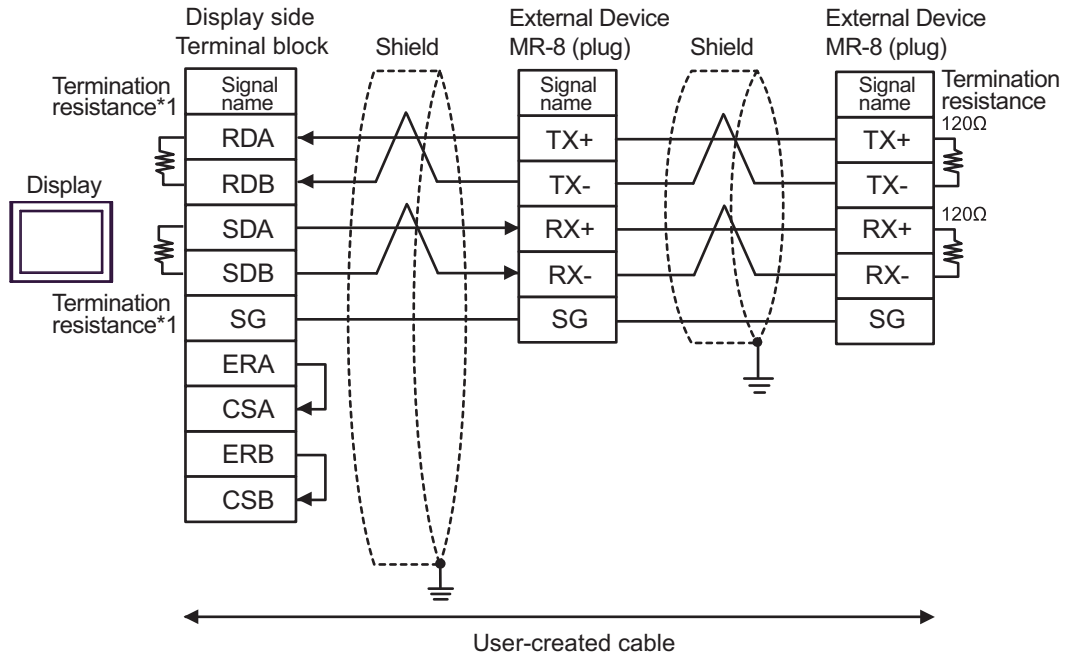 Display side
Terminal block
Shield
External Device
MR-8 (plug)
Shield
External Device
MR-8 (plug)
Termination
resistance*1
Signal
name
RDA
RDB
SDA
SDB
SG
ERA
CSA
ERB
CSB
Display
Termination
resistance*1
Signal
name
TX+
TX-
RX+
RX-
SG
Signal
name
TX+
TX-
RX+
RX-
SG
Termination
resistance
120Ω
120Ω
User-created cable